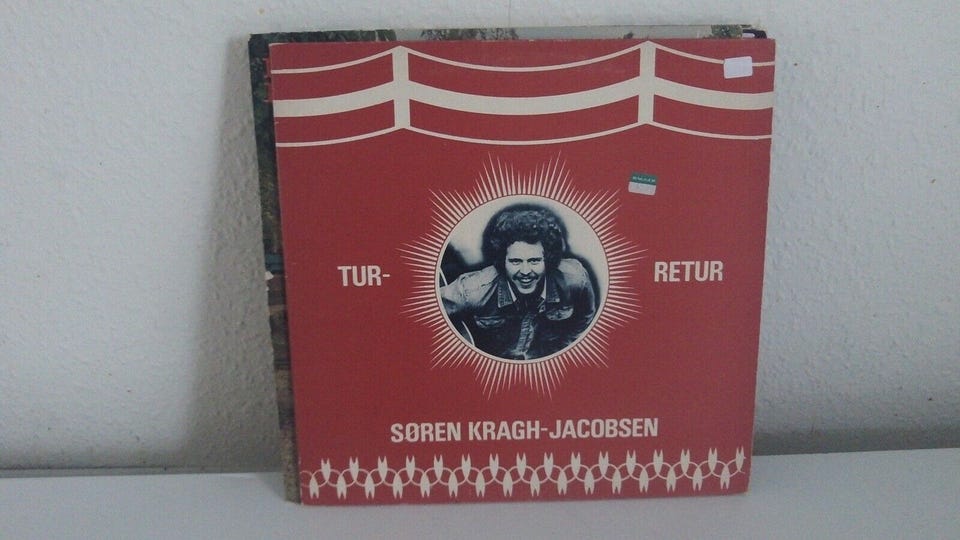 TUR-
RETUR
SØREN KRAGH-JACOBSEN